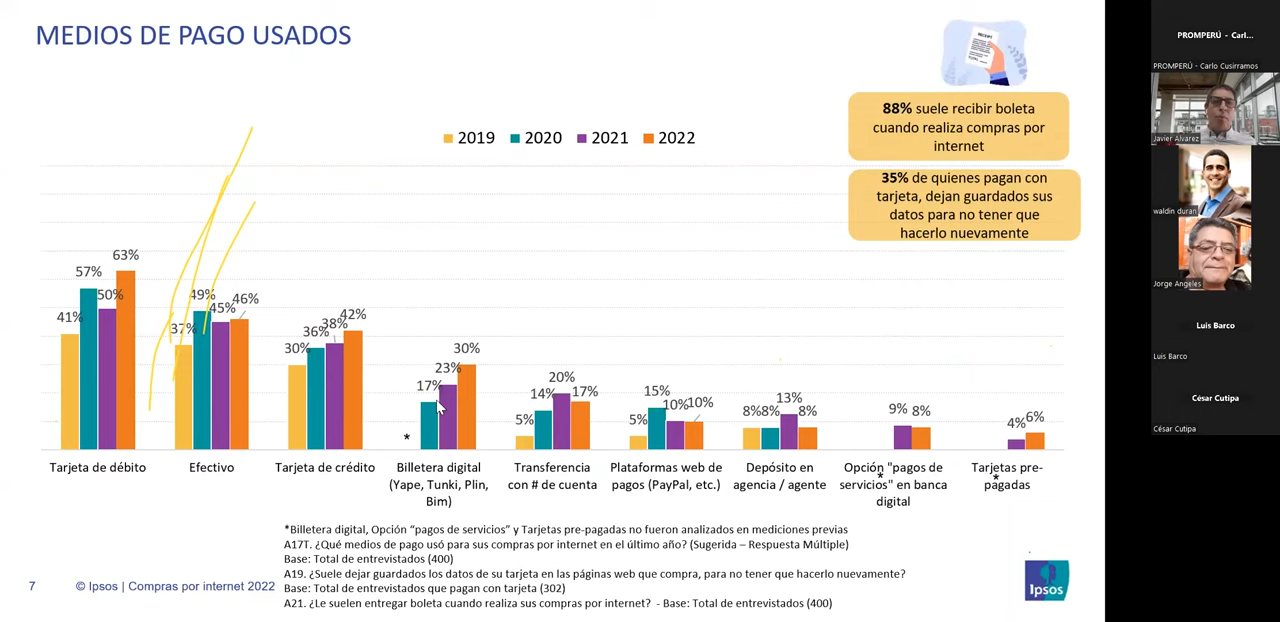 MEDIOS DE PAGO USADOS
RECEIPT
88% suele recibir boleta
cuando realiza compras por
internet
35% de quienes pagan con
tarjeta, dejan guardados sus
datos para no tener que
hacerlo nuevamente
2019 2020 2021 2022
41% 57% 50% 63%
37% 49% 45% 46%
30% 36% 38% 42%
* 17% 23% 30%
5% 14% 20% 17%
5% 15% 10% 10%
8% 8% 13% 8%
9% 8%
4% 6%
Tarjeta de débito
Efectivo
Tarjeta de crédito
Billetera digital
(Yape, Tunki, Plin,
Bim)
Transferencia
con # de cuenta
Plataformas web de
pagos (PayPal, etc.)
Depósito en
agencia / agente
Opción "pagos de
servicios" en banca
digital
*
Tarjetas pre-
pagadas
*
*Billetera digital, Opción “pagos de servicios” y Tarjetas pre-pagadas no fueron analizados en mediciones previas
A17T. ¿Qué medios de pago usó para sus compras por internet en el último año? (Sugerida – Respuesta Múltiple)
Base: Total de entrevistados (400)
A19. ¿Suele dejar guardados los datos de su tarjeta en las páginas web que compra, para no tener que hacerlo nuevamente?
Base: Total de entrevistados que pagan con tarjeta (302)
A21. ¿Le suelen entregar boleta cuando realiza sus compras por internet? - Base: Total de entrevistados (400)
7 © Ipsos | Compras por internet 2022
Ipsos
PROMPERÚ - Carl...
PROMPERÚ - Carlo Cusirramos
Javier Alvarez
waldin duran
Jorge Angeles
Luis Barco
Luis Barco
César Cutipa
César Cutipa